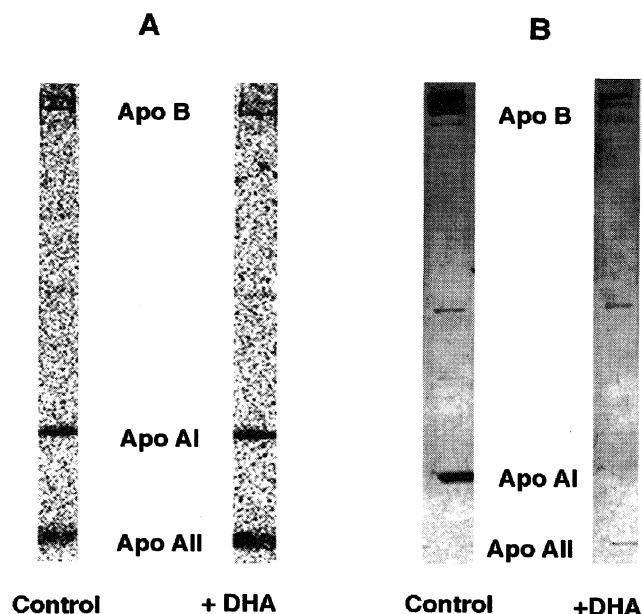 A
B
Apo B
Apo B
Apo AI
Apo AI
Apo AII
Apo AII
Control
+ DHA
Control
+DHA